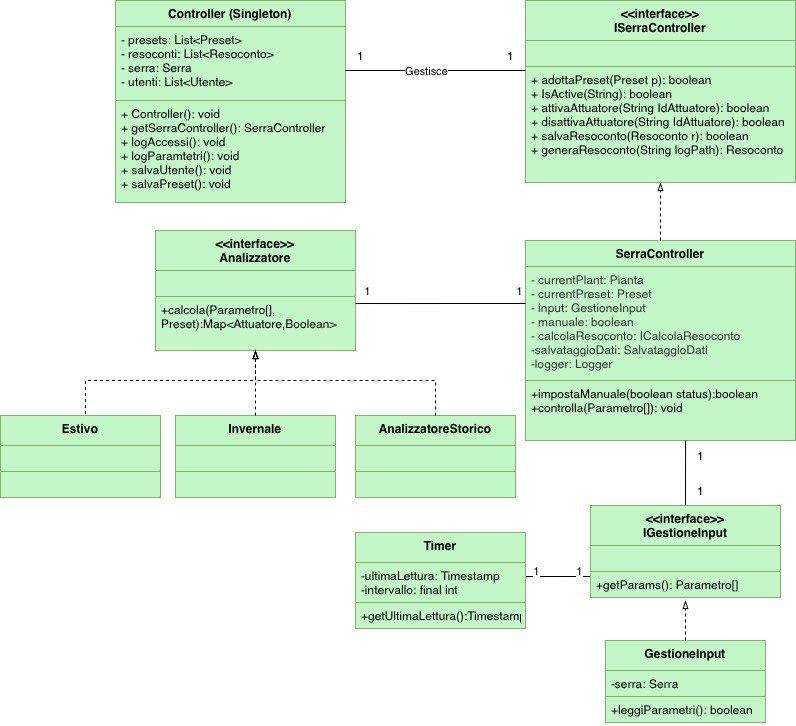 Controller (Singleton)
- presets: List<Preset>
- resoconti: List<Resoconto>
- serra: Serra
- utenti: List<Utente>
+ Controller(): void
+ getSerraController(): SerraController
+ logAccessi(): void
+ logParamtetri(): void
+ salvaUtente(): void
+ salvaPreset(): void
1
Gestisce
1
<<interface>>
ISerraController
+ adottaPreset(Preset p): boolean
+ IsActive(String): boolean
+ attivaAttuatore(String IdAttuatore): boolean
+ disattivaAttuatore(String IdAttuatore): boolean
+ salvaResoconto(Resoconto r): boolean
+ generaResoconto(String logPath): Resoconto
<<interface>>
Analizzatore
+calcola(Parametro[],
Preset):Map<Attuatore,Boolean>
1
1
SerraController
- currentPlant: Pianta
- currentPreset: Preset
- input: GestioneInput
- manuale: boolean
- calcolaResoconto: ICalcolaResoconto
-salvataggioDati: SalvataggioDati
-logger: Logger
+impostaManuale(boolean status):boolean
+controlla(Parametro[]): void
Estivo
Invernale
AnalizzatoreStorico
1
1
<<interface>>
IGestioneInput
+getParams(): Parametro[]
Timer
-ultimaLettura: Timestamp
-intervallo: final int
+getUltimaLettura():Timestam
1
1
GestioneInput
-serra: Serra
+leggiParametri(): boolean